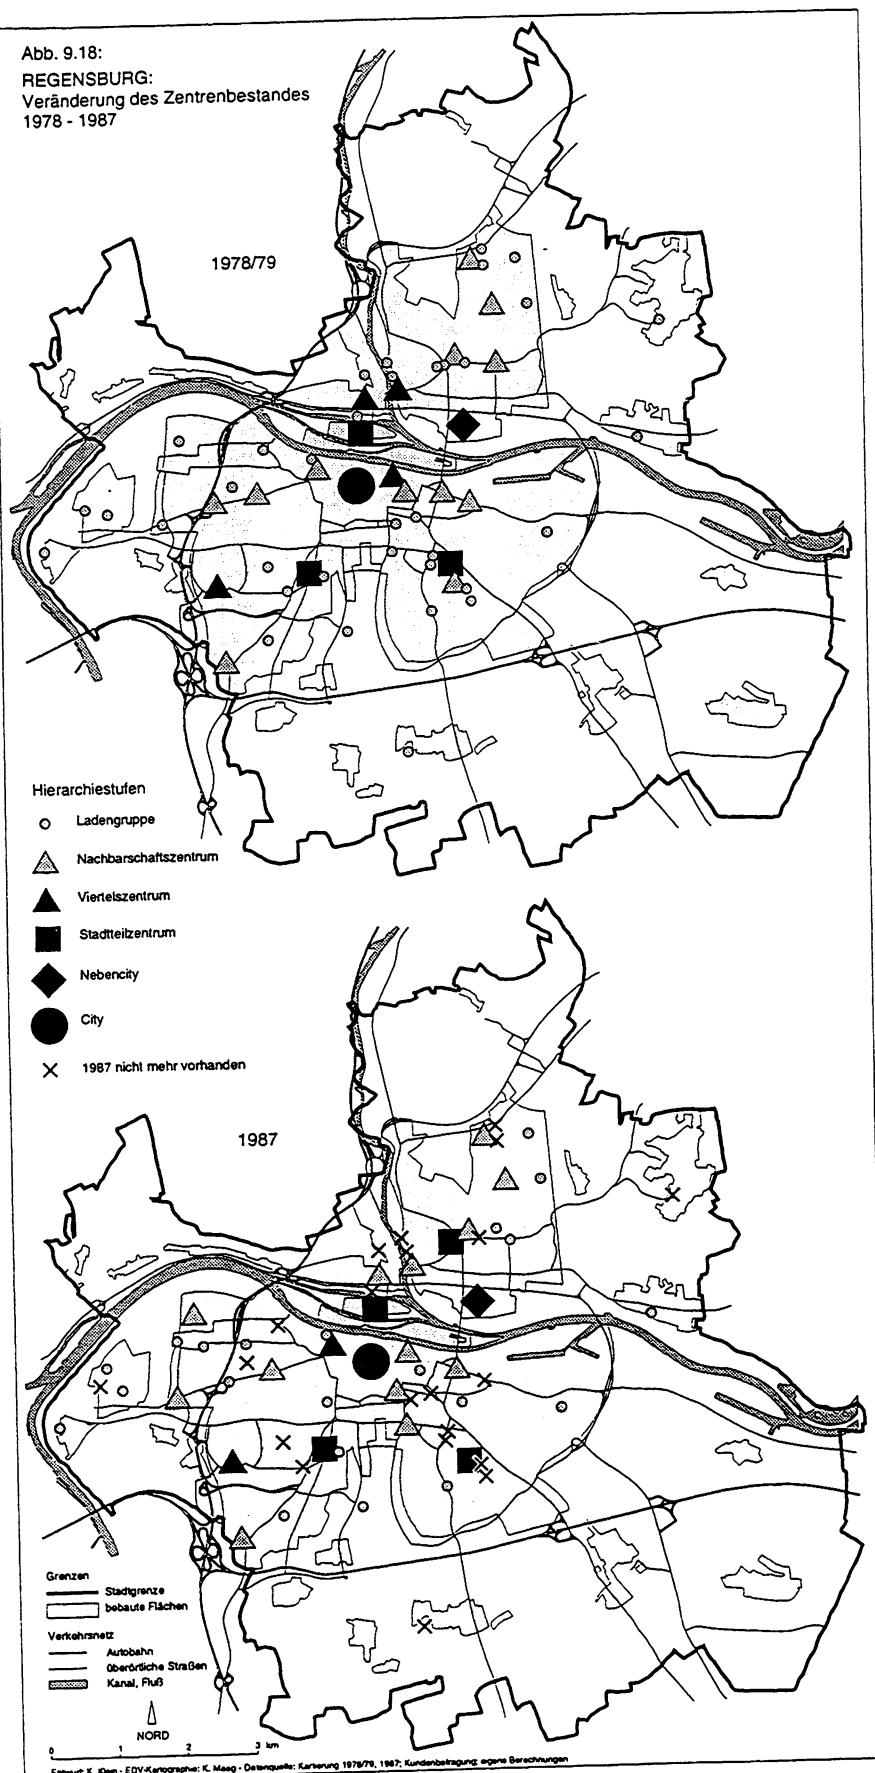 Abb. 9.18:
REGENSBURG:
Veränderung des Zentrenbestandes
1978 - 1987
1978/79
Hierarchiestufen
Ladengruppe
Nachbarschaftszentrum
Viertelszentrum
Stadtteilzentrum
Nebencity
City
1987 nicht mehr vorhanden
1987
Grenzen
Stadtgrenze
bebaute Flächen
Verkehrsnetz
Autobahn
überörtliche Straßen
Kanal, Fluß
NORD
0 1 2 3 km
Entwurf: K. Klein - EDV-Kartographie: K. Maag - Datenquelle: Kartierung 1978/79, 1987; Kundenbefragung; eigene Berechnungen